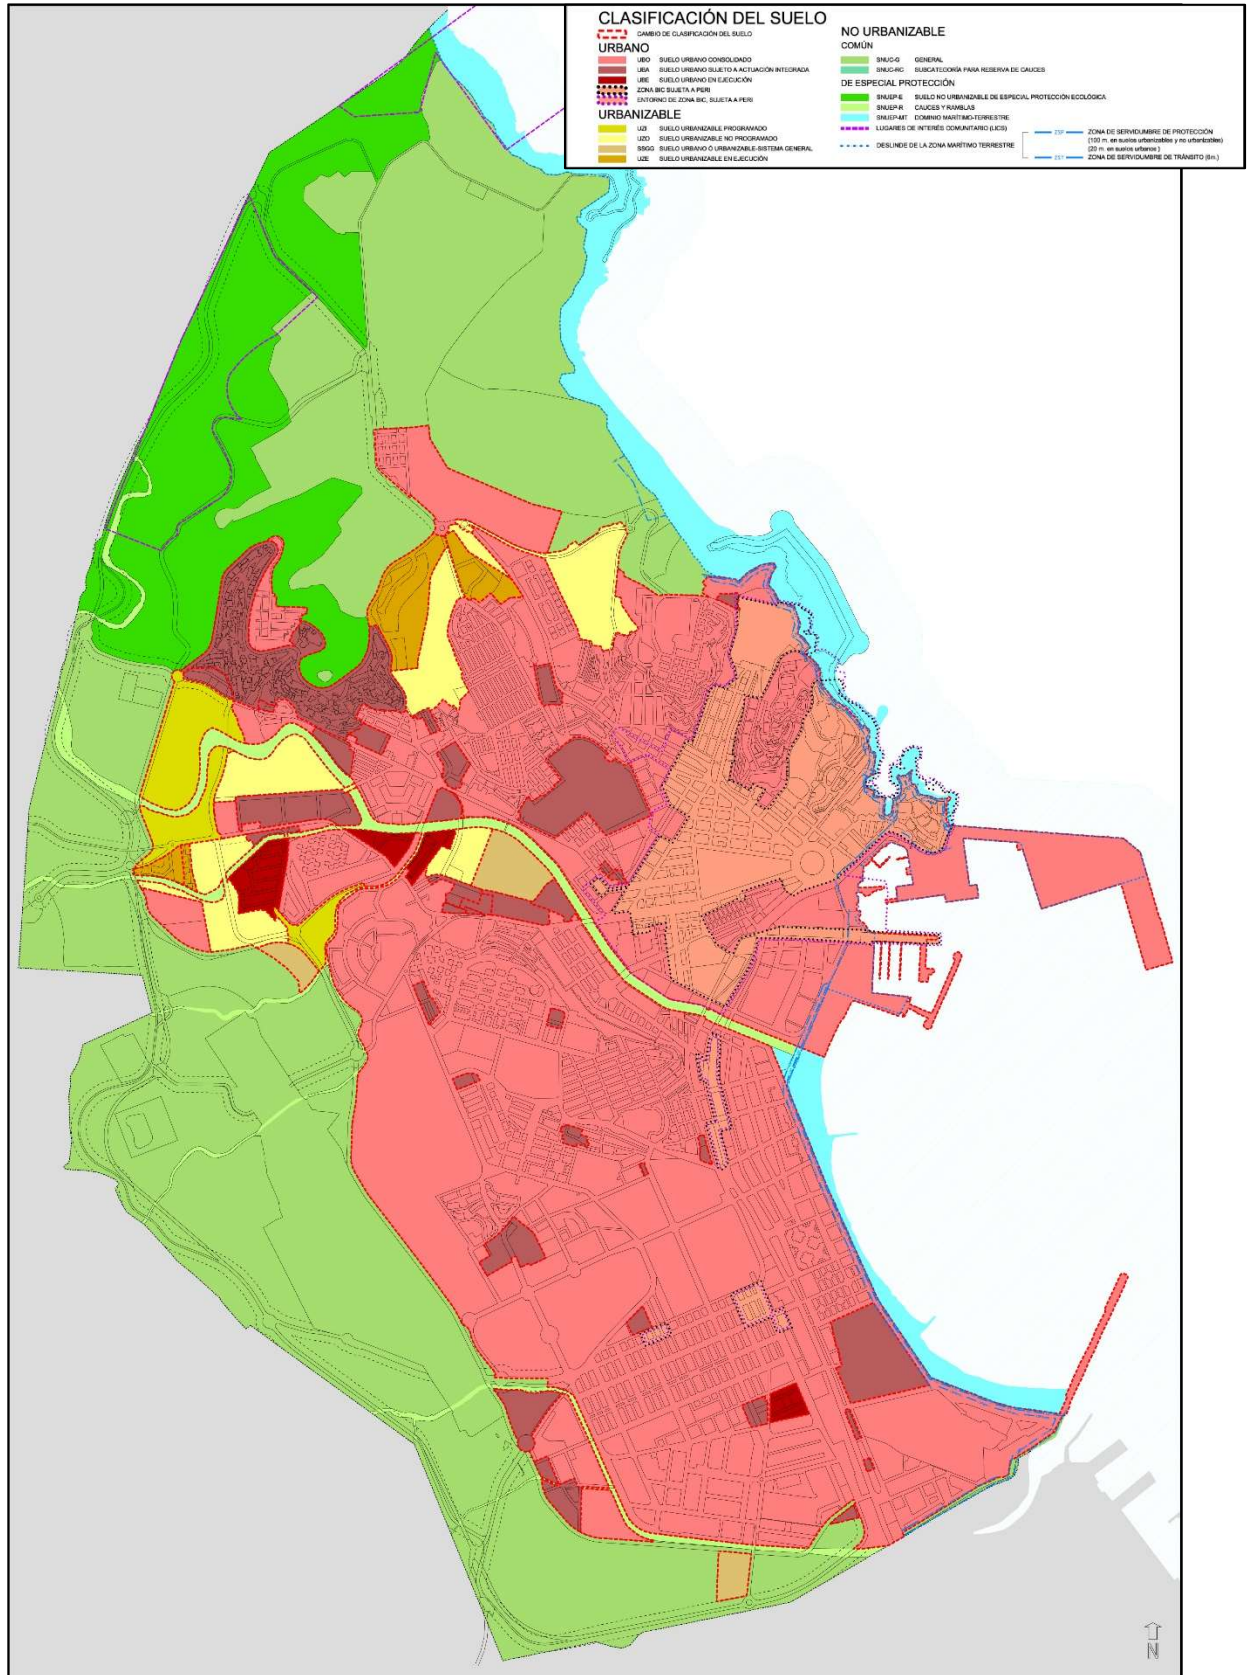 CLASIFICACIÓN DEL SUELO
CAMBIO DE CLASIFICACIÓN DEL SUELO
URBANO
UBO SUELO URBANO CONSOLIDADO
UBA SUELO URBANO SUJETO A ACTUACIÓN INTEGRADA
UBE SUELO URBANO EN EJECUCIÓN
ZONA BIC SUJETA A PERI
ENTORNO DE ZONA BIC, SUJETA A PERI
URBANIZABLE
UZI SUELO URBANIZABLE PROGRAMADO
UZO SUELO URBANIZABLE NO PROGRAMADO
SSGG SUELO URBANO Ó URBANIZABLE-SISTEMA GENERAL
UZE SUELO URBANIZABLE EN EJECUCIÓN
NO URBANIZABLE
COMÚN
SNUC-G GENERAL
SNUC-RC SUBCATEGORÍA PARA RESERVA DE CAUCES
DE ESPECIAL PROTECCIÓN
SNUEP-E SUELO NO URBANIZABLE DE ESPECIAL PROTECCIÓN ECOLÓGICA
SNUEP-R CAUCES Y RAMBLAS
SNUEP-MT DOMINIO MARÍTIMO-TERRESTRE
LUGARES DE INTERÉS COMUNITARIO (LICS)
DESLINDE DE LA ZONA MARÍTIMO TERRESTRE
ZSP ZONA DE SERVIDUMBRE DE PROTECCIÓN
(100 m. en suelos urbanizables y no urbanizables)
(20 m. en suelos urbanos )
ZST ZONA DE SERVIDUMBRE DE TRÁNSITO (6m.)
N